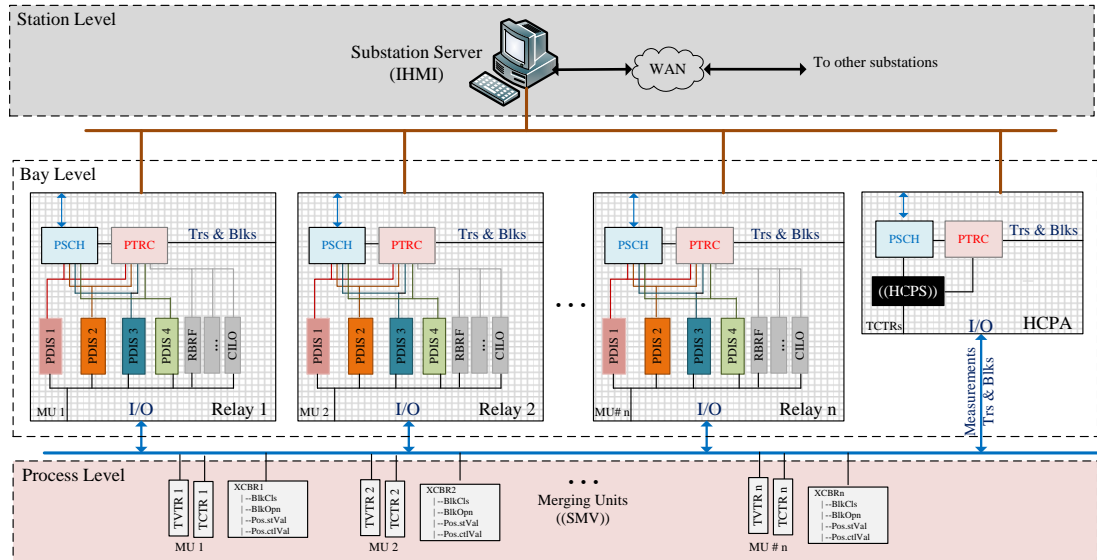 Station Level
Substation Server
(IHMI)
WAN
To other substations
Bay Level
PSCH
PTRC
Trs & Blks
PDIS 1
PDIS 2
PDIS 3
PDIS 4
RBRF
...
CILO
MU 1
I/O
Relay 1
PSCH
PTRC
Trs & Blks
PDIS 1
PDIS 2
PDIS 3
PDIS 4
RBRF
...
CILO
MU 2
I/O
Relay 2
...
PSCH
PTRC
Trs & Blks
PDIS 1
PDIS 2
PDIS 3
PDIS 4
RBRF
...
CILO
MU# n
I/O
Relay n
PSCH
PTRC
Trs & Blks
((HCPS))
TCTRs
I/O
HCPA
Measurements
Trs & Blks
Process Level
TVTR 1
TCTR 1
MU 1
XCBR1
| --BlkCls
| --BlkOpn
| --Pos.stVal
| --Pos.ctlVal
TVTR 2
TCTR 2
MU 2
XCBR2
| --BlkCls
| --BlkOpn
| --Pos.stVal
| --Pos.ctlVal
...
Merging Units
((SMV))
TVTR n
TCTR n
MU # n
XCBRn
| --BlkCls
| --BlkOpn
| --Pos.stVal
| --Pos.ctlVal